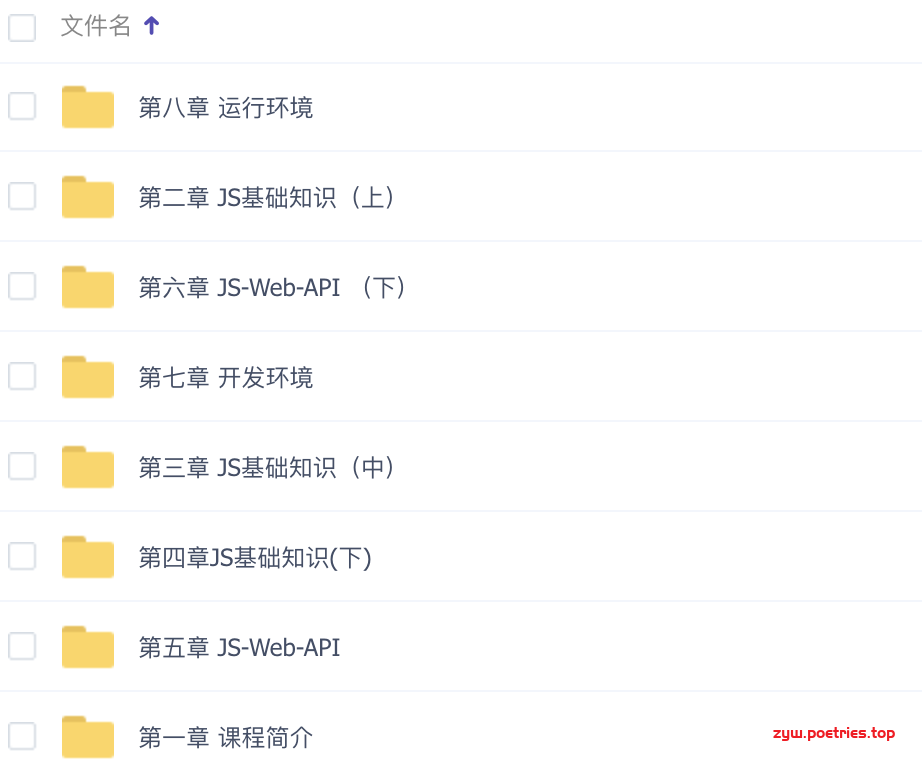 文件名
第八章 运行环境
第二章 JS基础知识（上）
第六章 JS-Web-API （下）
第七章 开发环境
第三章 JS基础知识（中）
第四章JS基础知识(下)
第五章 JS-Web-API
第一章 课程简介
zyw.poetries.top